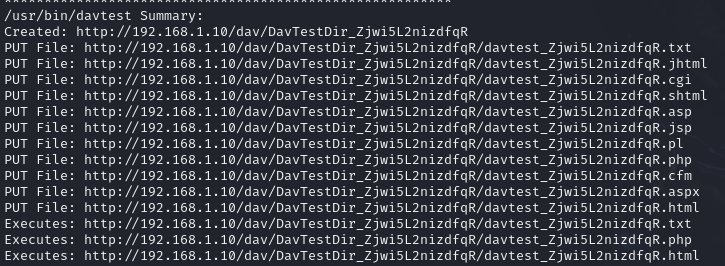 /usr/bin/davtest Summary:
Created: http://192.168.1.10/dav/DavTestDir_Zjwi5L2nizdfqR
PUT File: http://192.168.1.10/dav/DavTestDir_Zjwi5L2nizdfqR/davtest_Zjwi5L2nizdfqR.txt
PUT File: http://192.168.1.10/dav/DavTestDir_Zjwi5L2nizdfqR/davtest_Zjwi5L2nizdfqR.jhtml
PUT File: http://192.168.1.10/dav/DavTestDir_Zjwi5L2nizdfqR/davtest_Zjwi5L2nizdfqR.cgi
PUT File: http://192.168.1.10/dav/DavTestDir_Zjwi5L2nizdfqR/davtest_Zjwi5L2nizdfqR.shtml
PUT File: http://192.168.1.10/dav/DavTestDir_Zjwi5L2nizdfqR/davtest_Zjwi5L2nizdfqR.asp
PUT File: http://192.168.1.10/dav/DavTestDir_Zjwi5L2nizdfqR/davtest_Zjwi5L2nizdfqR.jsp
PUT File: http://192.168.1.10/dav/DavTestDir_Zjwi5L2nizdfqR/davtest_Zjwi5L2nizdfqR.pl
PUT File: http://192.168.1.10/dav/DavTestDir_Zjwi5L2nizdfqR/davtest_Zjwi5L2nizdfqR.php
PUT File: http://192.168.1.10/dav/DavTestDir_Zjwi5L2nizdfqR/davtest_Zjwi5L2nizdfqR.cfm
PUT File: http://192.168.1.10/dav/DavTestDir_Zjwi5L2nizdfqR/davtest_Zjwi5L2nizdfqR.aspx
PUT File: http://192.168.1.10/dav/DavTestDir_Zjwi5L2nizdfqR/davtest_Zjwi5L2nizdfqR.html
Executes: http://192.168.1.10/dav/DavTestDir_Zjwi5L2nizdfqR/davtest_Zjwi5L2nizdfqR.txt
Executes: http://192.168.1.10/dav/DavTestDir_Zjwi5L2nizdfqR/davtest_Zjwi5L2nizdfqR.php
Executes: http://192.168.1.10/dav/DavTestDir_Zjwi5L2nizdfqR/davtest_Zjwi5L2nizdfqR.html